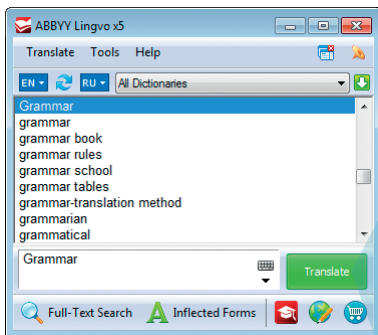 ABBYY Lingvo x5
Translate Tools Help
EN RU All Dictionaries
Grammar
grammar
grammar book
grammar rules
grammar school
grammar tables
grammar-translation method
grammarian
grammatical
Grammar
Translate
Full-Text Search A Inflected Forms